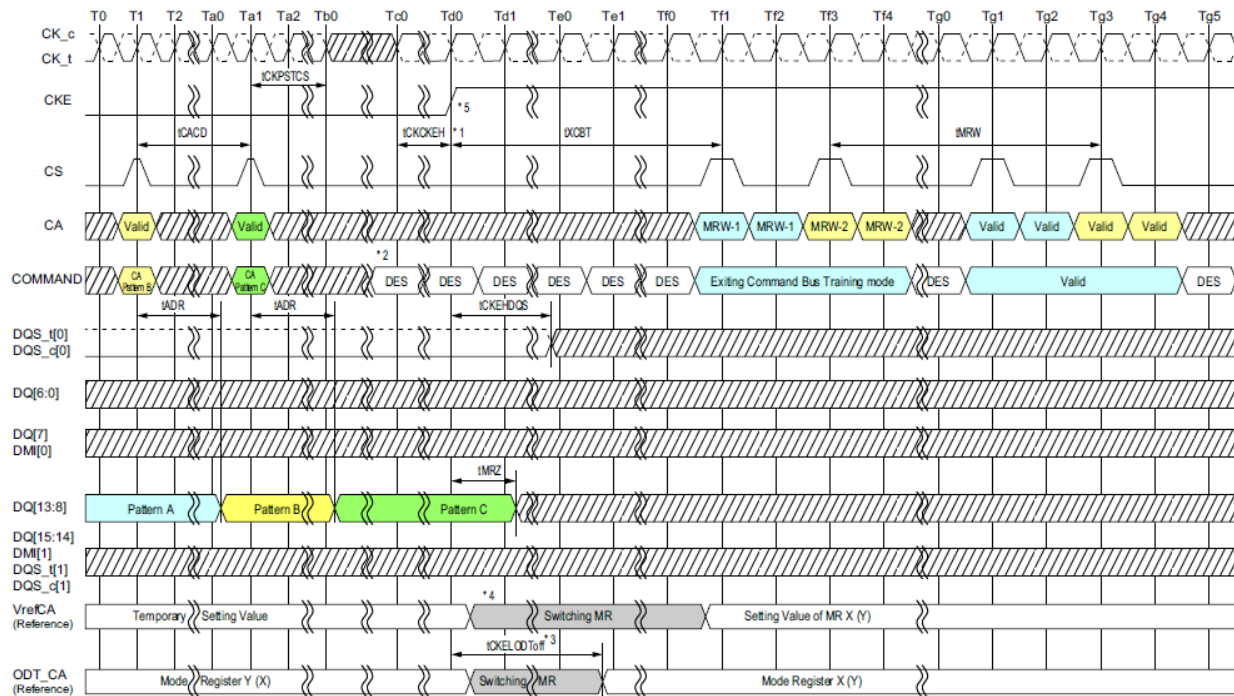 T0 T1 T2 Ta0 Ta1 Ta2 Tb0 Tc0 Td0 Td1 Te0 Te1 Tf0 Tf1 Tf2 Tf3 Tf4 Tg0 Tg1 Tg2 Tg3 Tg4 Tg5
CK_c
CK_t
tCKPSTCS
CKE
* 5
tCACD tCKCKEH * 1 tXCBT tMRW
CS
CA Valid Valid MRW-1 MRW-1 MRW-2 MRW-2 Valid Valid Valid Valid
* 2
COMMAND CA Pattern B CA Pattern C DES DES DES DES DES DES Exiting Command Bus Training mode DES Valid DES
tADR tADR tCKEHDQS
DQS_t[0]
DQS_c[0]
DQ[6:0]
DQ[7]
DMI[0]
tMRZ
DQ[13:8] Pattern A Pattern B Pattern C
DQ[15:14]
DMI[1]
DQS_t[1]
DQS_c[1]
* 4
VrefCA Temporary Setting Value Switching MR Setting Value of MR X (Y)
(Reference)
tCKELODToff * 3
ODT_CA Mode Register Y (X) Switching MR Mode Register X (Y)
(Reference)